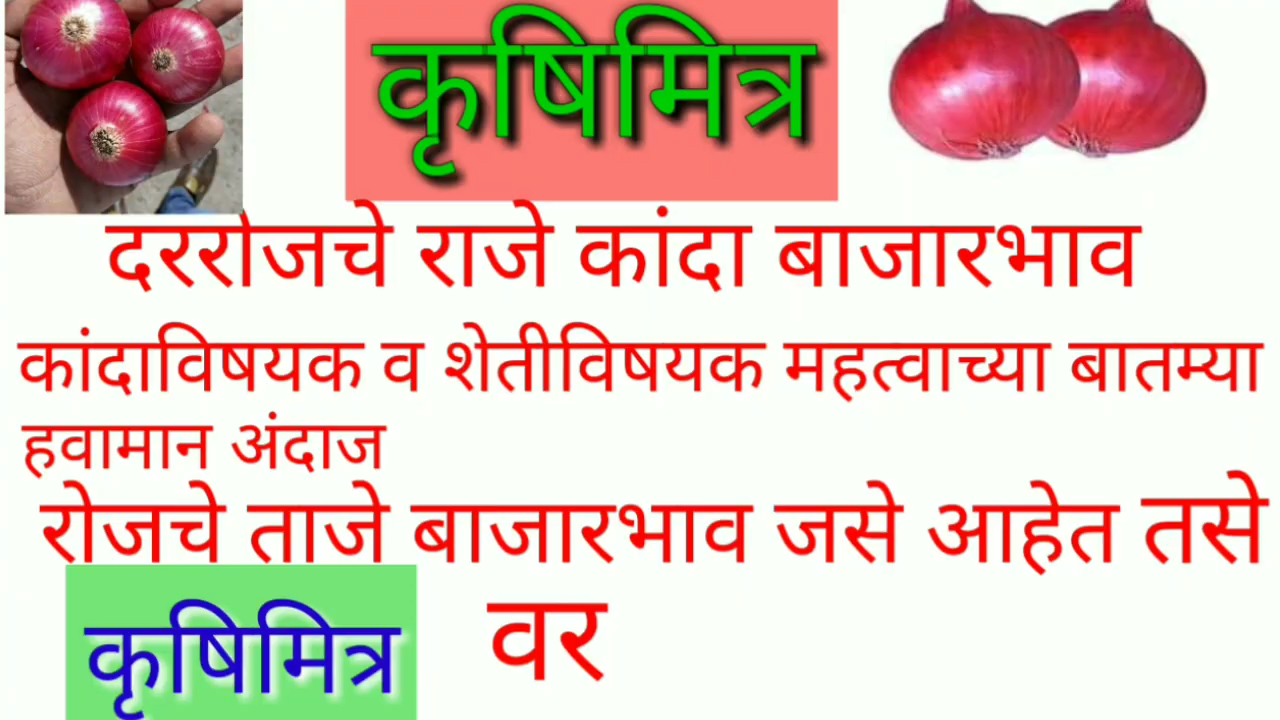 कृषिमित्र
दररोजचे राजे कांदा बाजारभाव
कांदाविषयक व शेतीविषयक महत्वाच्या बातम्या
हवामान अंदाज
रोजचे ताजे बाजारभाव जसे आहेत तसे
कृषिमित्र वर